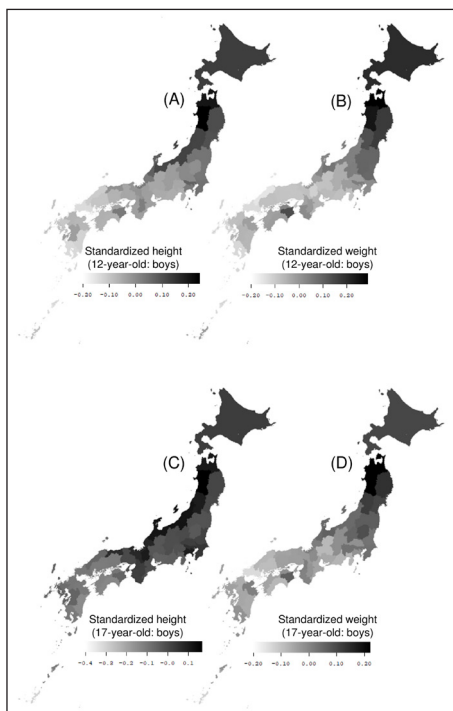 (A)
(B)
Standardized height
(12-year-old: boys)
-0.20 -0.10 0.00 0.10 0.20
Standardized weight
(12-year-old: boys)
-0.20 -0.10 0.00 0.10 0.20
(C)
(D)
Standardized height
(17-year-old: boys)
-0.4 -0.3 -0.2 -0.1 -0.0 0.1
Standardized weight
(17-year-old: boys)
-0.20 0.00 0.10 0.20